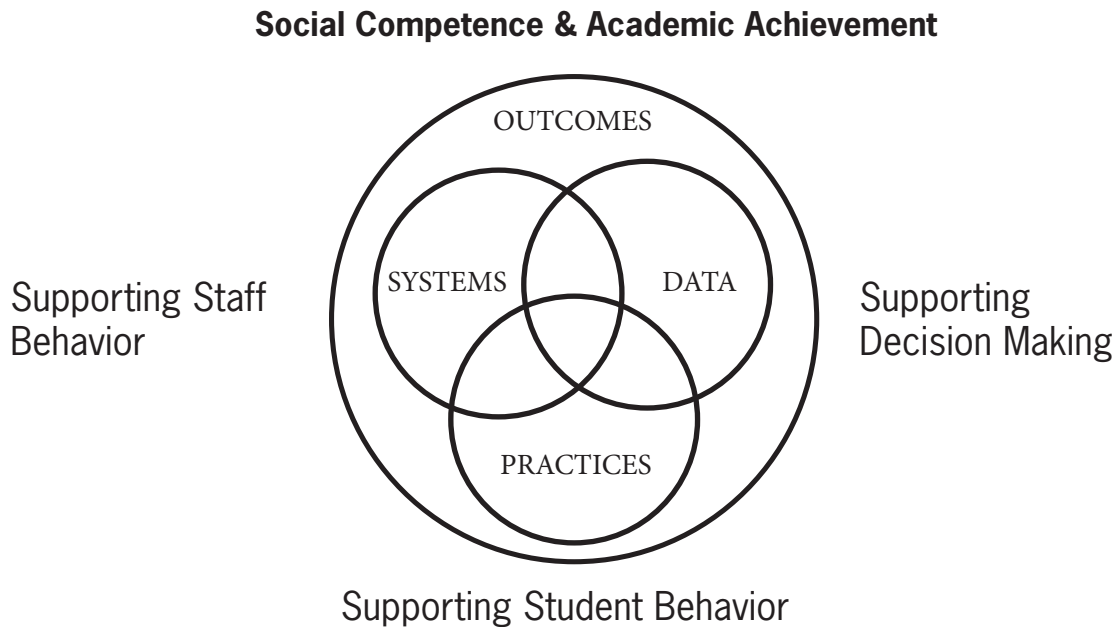 Social Competence & Academic Achievement
OUTCOMES
SYSTEMS
DATA
Supporting Staff
Behavior
Supporting
Decision Making
PRACTICES
Supporting Student Behavior